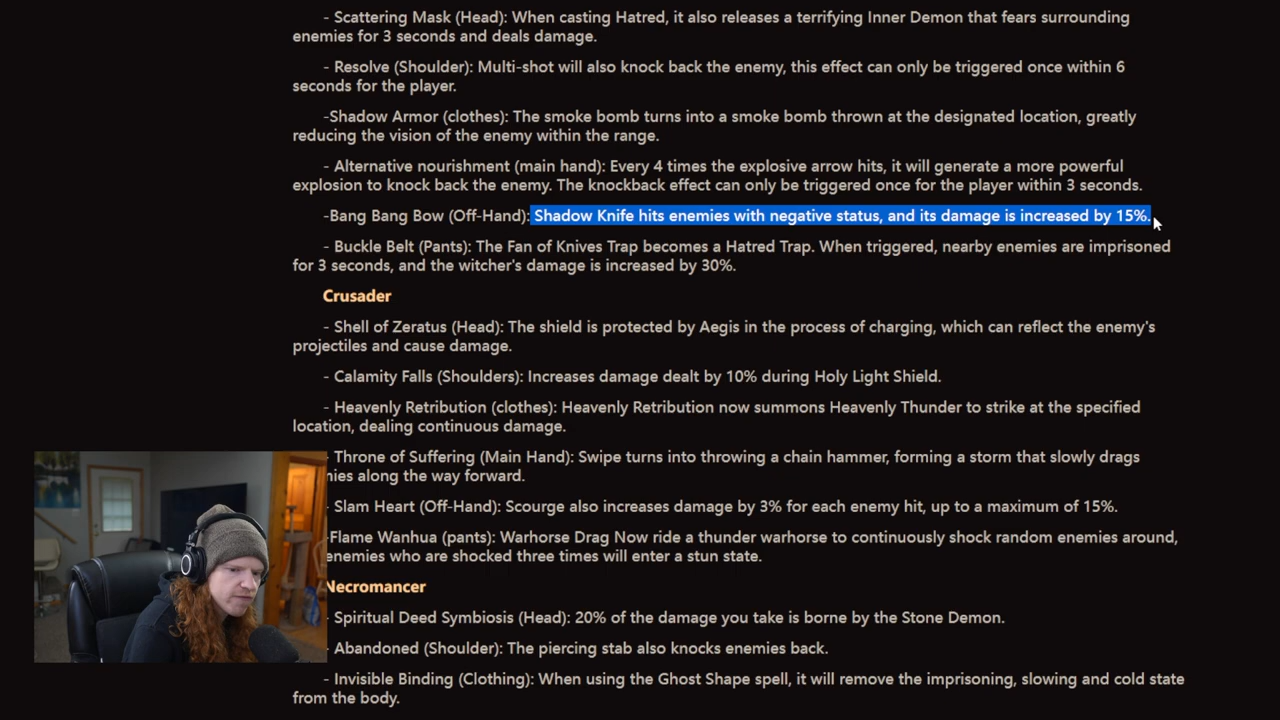 - Scattering Mask (Head): When casting Hatred, it also releases a terrifying Inner Demon that fears surrounding
enemies for 3 seconds and deals damage.
- Resolve (Shoulder): Multi-shot will also knock back the enemy, this effect can only be triggered once within 6
seconds for the player.
-Shadow Armor (clothes): The smoke bomb turns into a smoke bomb thrown at the designated location, greatly
reducing the vision of the enemy within the range.
- Alternative nourishment (main hand): Every 4 times the explosive arrow hits, it will generate a more powerful
explosion to knock back the enemy. The knockback effect can only be triggered once for the player within 3 seconds.
-Bang Bang Bow (Off-Hand): Shadow Knife hits enemies with negative status, and its damage is increased by 15%.
- Buckle Belt (Pants): The Fan of Knives Trap becomes a Hatred Trap. When triggered, nearby enemies are imprisoned
for 3 seconds, and the witcher's damage is increased by 30%.
Crusader
- Shell of Zeratus (Head): The shield is protected by Aegis in the process of charging, which can reflect the enemy's
projectiles and cause damage.
- Calamity Falls (Shoulders): Increases damage dealt by 10% during Holy Light Shield.
- Heavenly Retribution (clothes): Heavenly Retribution now summons Heavenly Thunder to strike at the specified
location, dealing continuous damage.
- Throne of Suffering (Main Hand): Swipe turns into throwing a chain hammer, forming a storm that slowly drags
along the way forward.
- Slam Heart (Off-Hand): Scourge also increases damage by 3% for each enemy hit, up to a maximum of 15%.
-Flame Wanhua (pants): Warhorse Drag Now ride a thunder warhorse to continuously shock random enemies around,
enemies who are shocked three times will enter a stun state.
Necromancer
- Spiritual Deed Symbiosis (Head): 20% of the damage you take is borne by the Stone Demon.
- Abandoned (Shoulder): The piercing stab also knocks enemies back.
- Invisible Binding (Clothing): When using the Ghost Shape spell, it will remove the imprisoning, slowing and cold state
from the body.